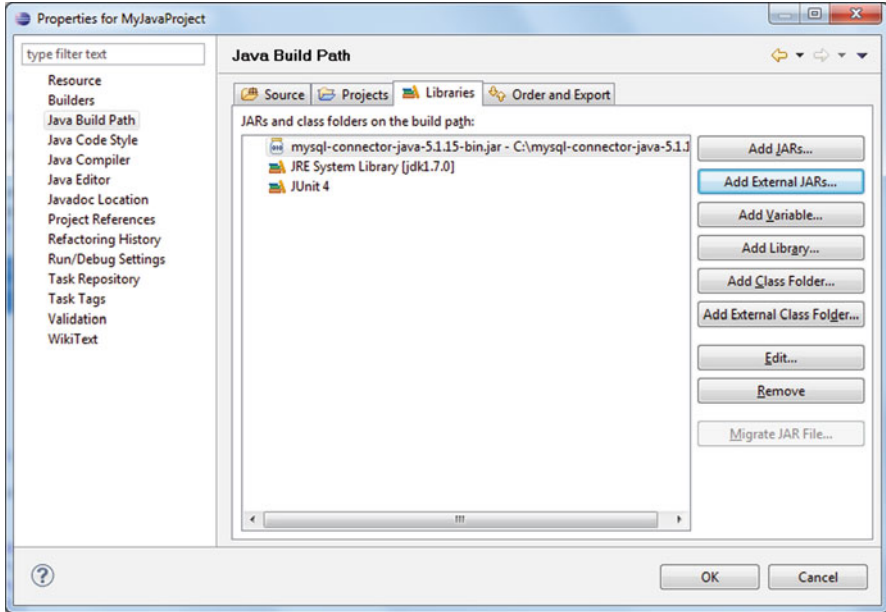 Properties for MyJavaProject
type filter text
Resource
Builders
Java Build Path
Java Code Style
Java Compiler
Java Editor
Javadoc Location
Project References
Refactoring History
Run/Debug Settings
Task Repository
Task Tags
Validation
WikiText
Java Build Path
Source Projects Libraries Order and Export
JARs and class folders on the build path:
mysql-connector-java-5.1.15-bin.jar - C:\mysql-connector-java-5.1.1
JRE System Library [jdk1.7.0]
JUnit 4
Add JARs...
Add External JARs...
Add Variable...
Add Library...
Add Class Folder...
Add External Class Folder...
Edit...
Remove
Migrate JAR File...
OK Cancel